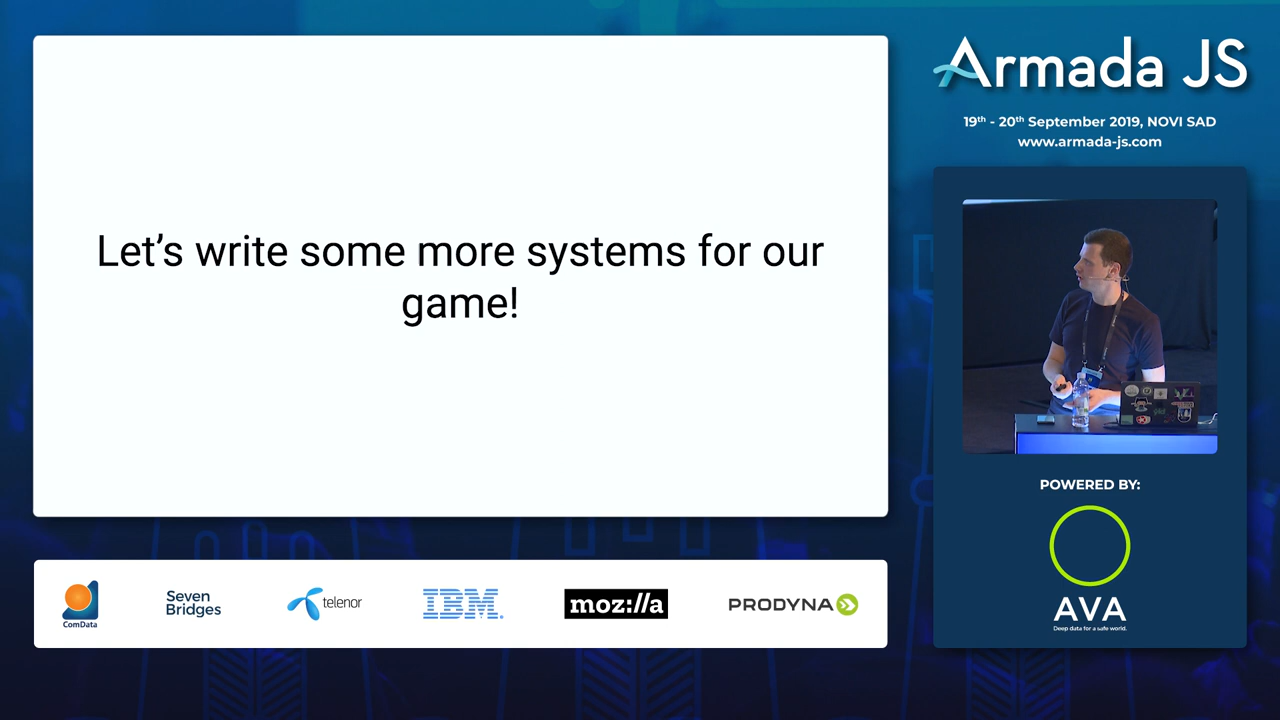 Let’s write some more systems for our
game!
Armada JS
19th - 20th September 2019, NOVI SAD
www.armada-js.com
POWERED BY:
AVA
Deep data for a safe world.
ComData
Seven
Bridges
telenor
IBM
moz://a
PRODYNA